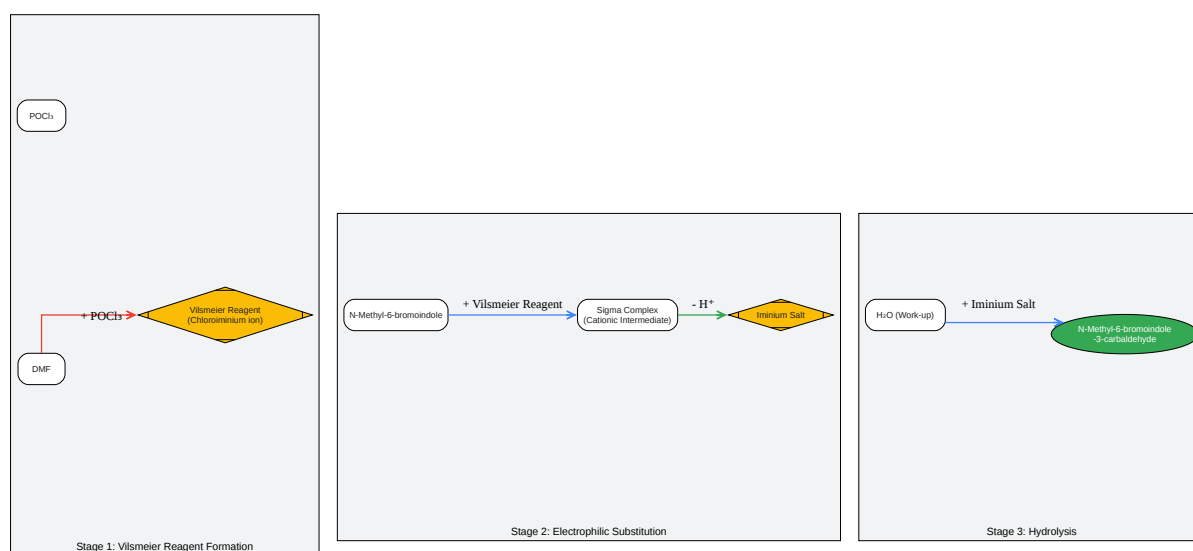 POCl₃
+ POCl₃
Vilsmeier Reagent
(Chloroiminium ion)
DMF
Stage 1: Vilsmeier Reagent Formation
N-Methyl-6-bromoindole
+ Vilsmeier Reagent
Sigma Complex
(Cationic Intermediate)
- H⁺
Iminium Salt
Stage 2: Electrophilic Substitution
H₂O (Work-up)
+ Iminium Salt
N-Methyl-6-bromoindole
-3-carbaldehyde
Stage 3: Hydrolysis